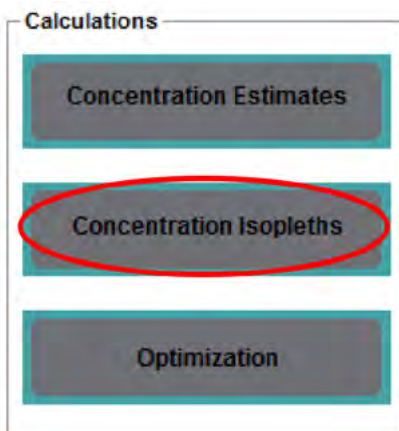 Calculations
Concentration Estimates
Concentration Isopleths
Optimization